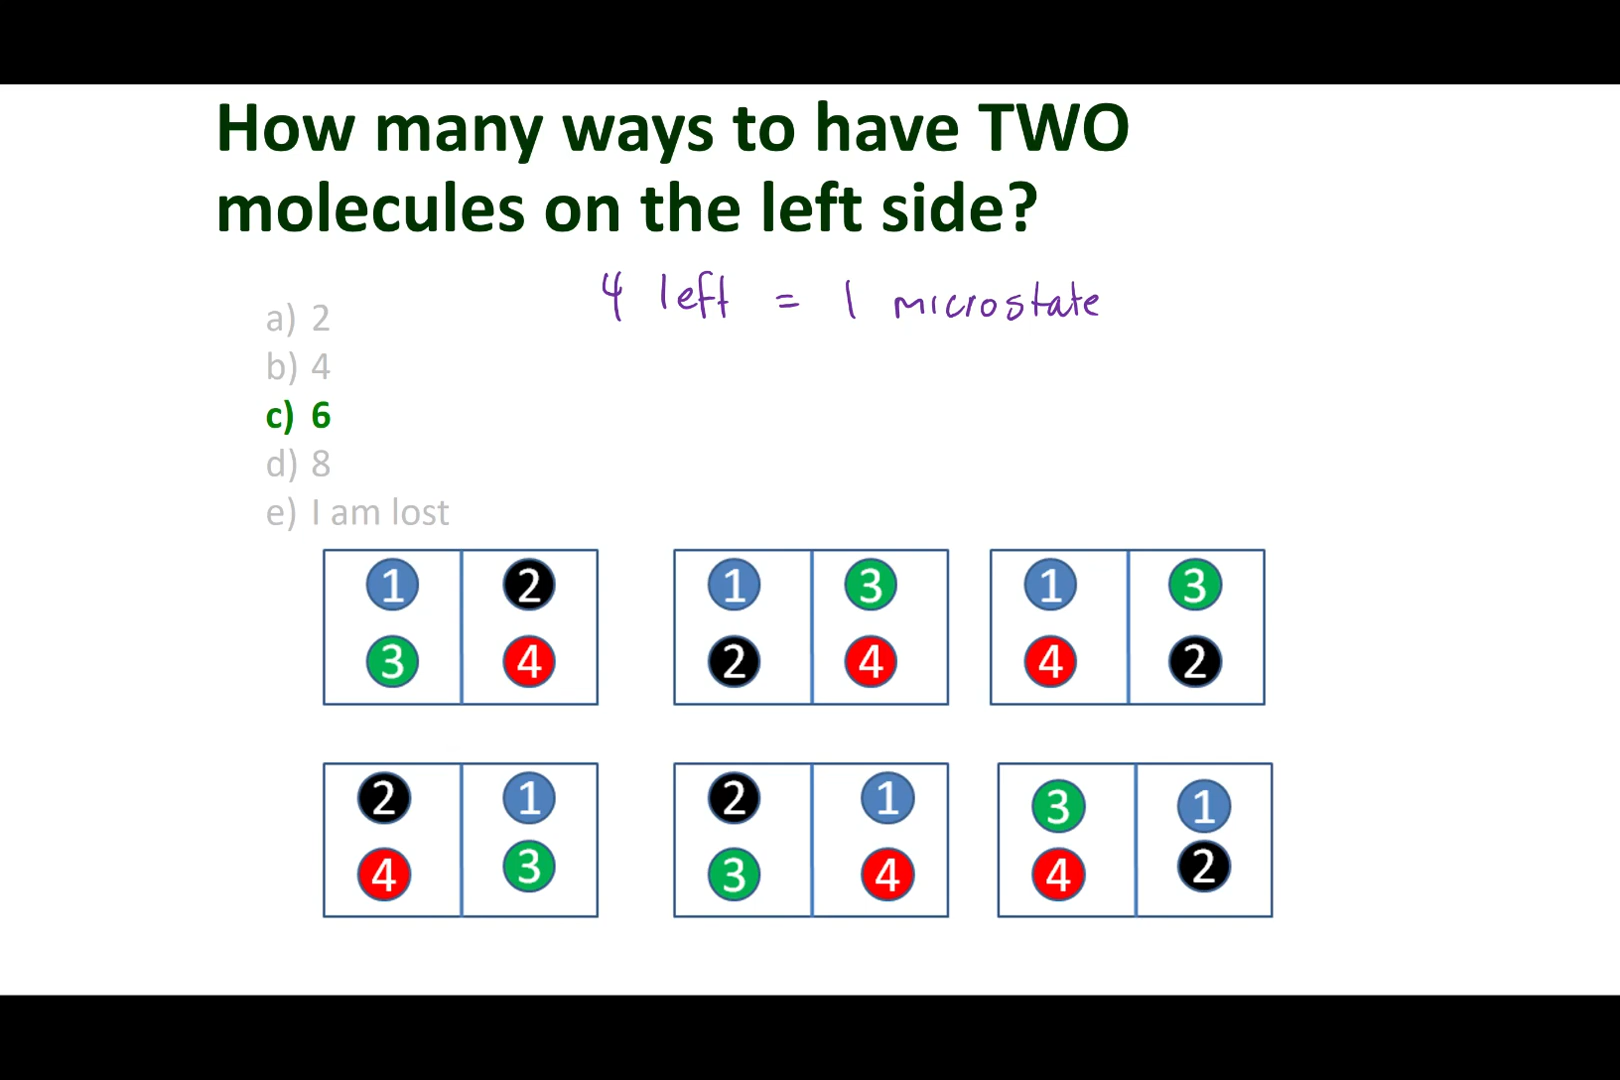 How many ways to have TWO
molecules on the left side?
4 left = 1 microstate
a) 2
b) 4
c) 6
d) 8
e) I am lost
1 2 1 3 1 3
3 4 2 4 4 2
2 1 2 1 3 1
4 3 3 4 4 2